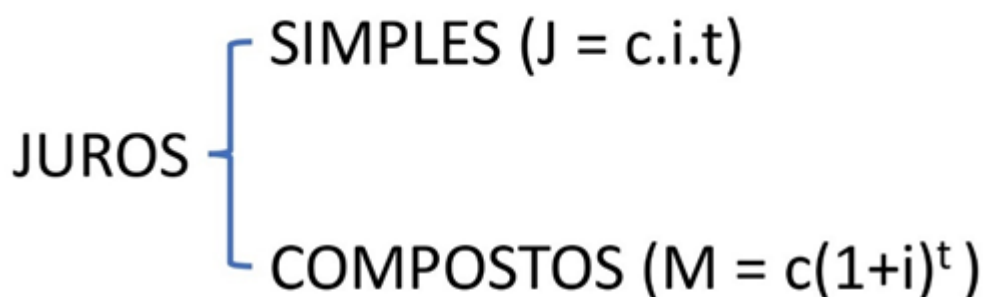 SIMPLES (J = c.i.t)
JUROS
COMPOSTOS (M = c(1+i)ᵗ )